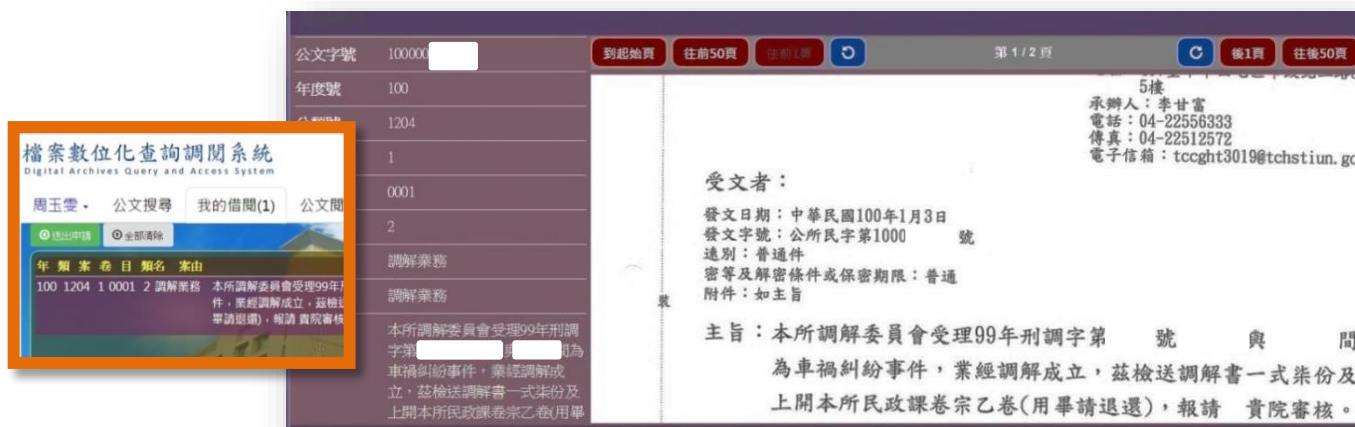 檔案數位化查詢調閱系統
Digital Archives Query and Access System
周玉雯 公文搜尋 我的借閱(1) 公文閱
送出申請 全部清除
年 類 案 卷 目 類名 案由
100 1204 1 0001 2 調解業務 本所調解委員會受理99年刑
件,業經調解成立,茲檢送
畢請退還),報請 貴院審核
公文字號 100000
年度號 100
分類號 1204
1
0001
2
調解業務
調解業務
本所調解委員會受理99年刑調
字第 與 間為
車禍糾紛事件,業經調解成
立,茲檢送調解書一式柒份及
上開本所民政課卷宗乙卷(用畢
到起始頁 往前50頁 往前1頁 第 1 / 2 頁 後1頁 往後50頁
5樓
承辦人:李甘富
電話:04-22556333
傳真:04-22512572
電子信箱:tccght3019@tchstiun.go
受文者:
發文日期:中華民國100年1月3日
發文字號:公所民字第1000 號
速別:普通件
密等及解密條件或保密期限:普通
附件:如主旨
裝
主旨:本所調解委員會受理99年刑調字第 號 與 間
為車禍糾紛事件,業經調解成立,茲檢送調解書一式柒份及
上開本所民政課卷宗乙卷(用畢請退還),報請 貴院審核。